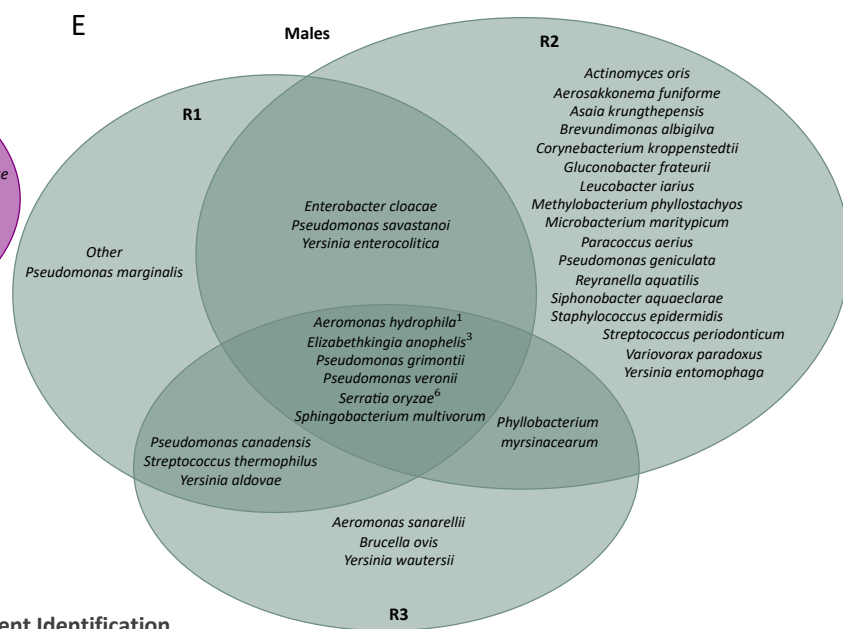 E
Males
R2
Actinomyces oris
Aerosakkonema funiforme
Asaia krungthepensis
Brevundimonas albigilva
Corynebacterium kroppenstedtii
Gluconobacter frateurii
Leucobacter iarius
Methylobacterium phyllostachyos
Microbacterium maritypicum
Paracoccus aerius
Pseudomonas geniculata
Reyranella aquatilis
Siphonobacter aquaeclarae
Staphylococcus epidermidis
Streptococcus periodonticum
Variovorax paradoxus
Yersinia entomophaga
R1
Other
Pseudomonas marginalis
Enterobacter cloacae
Pseudomonas savastanoi
Yersinia enterocolitica
Aeromonas hydrophila¹
Elizabethkingia anophelis³
Pseudomonas grimontii
Pseudomonas veronii
Serratia oryzae⁶
Sphingobacterium multivorum
Phyllobacterium
myrsinacearum
Pseudomonas canadensis
Streptococcus thermophilus
Yersinia aldovae
Aeromonas sanarellii
Brucella ovis
Yersinia wautersii
R3
ent Identification